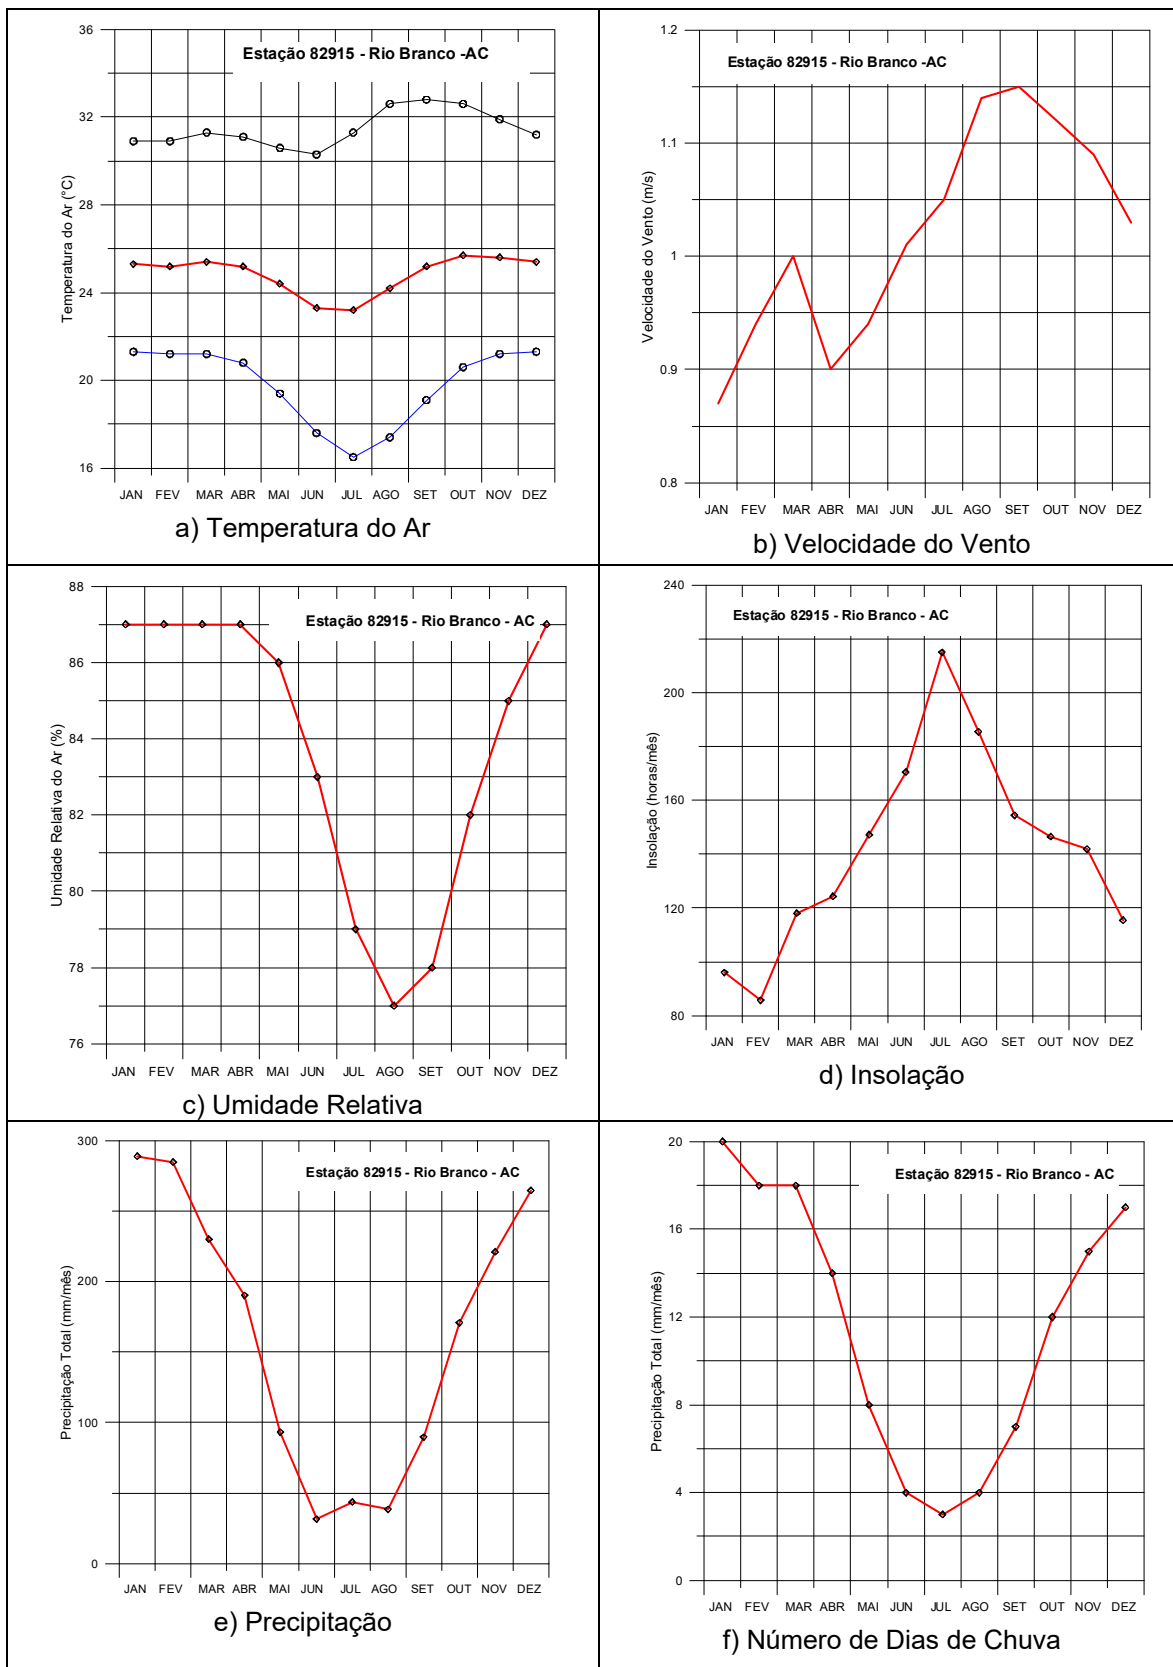 Estação 82915 - Rio Branco -AC
Temperatura do Ar (°C)
36
32
28
24
20
16
JAN FEV MAR ABR MAI JUN JUL AGO SET OUT NOV DEZ
a) Temperatura do Ar
Estação 82915 - Rio Branco -AC
Velocidade do Vento (m/s)
1.2
1.1
1
0.9
0.8
JAN FEV MAR ABR MAI JUN JUL AGO SET OUT NOV DEZ
b) Velocidade do Vento
Estação 82915 - Rio Branco - AC
Umidade Relativa do Ar (%)
88
86
84
82
80
78
76
JAN FEV MAR ABR MAI JUN JUL AGO SET OUT NOV DEZ
c) Umidade Relativa
Estação 82915 - Rio Branco - AC
Insolação (horas/mês)
240
200
160
120
80
JAN FEV MAR ABR MAI JUN JUL AGO SET OUT NOV DEZ
d) Insolação
Estação 82915 - Rio Branco - AC
Precipitação Total (mm/mês)
300
200
100
0
JAN FEV MAR ABR MAI JUN JUL AGO SET OUT NOV DEZ
e) Precipitação
Estação 82915 - Rio Branco - AC
Precipitação Total (mm/mês)
20
16
12
8
4
0
JAN FEV MAR ABR MAI JUN JUL AGO SET OUT NOV DEZ
f) Número de Dias de Chuva